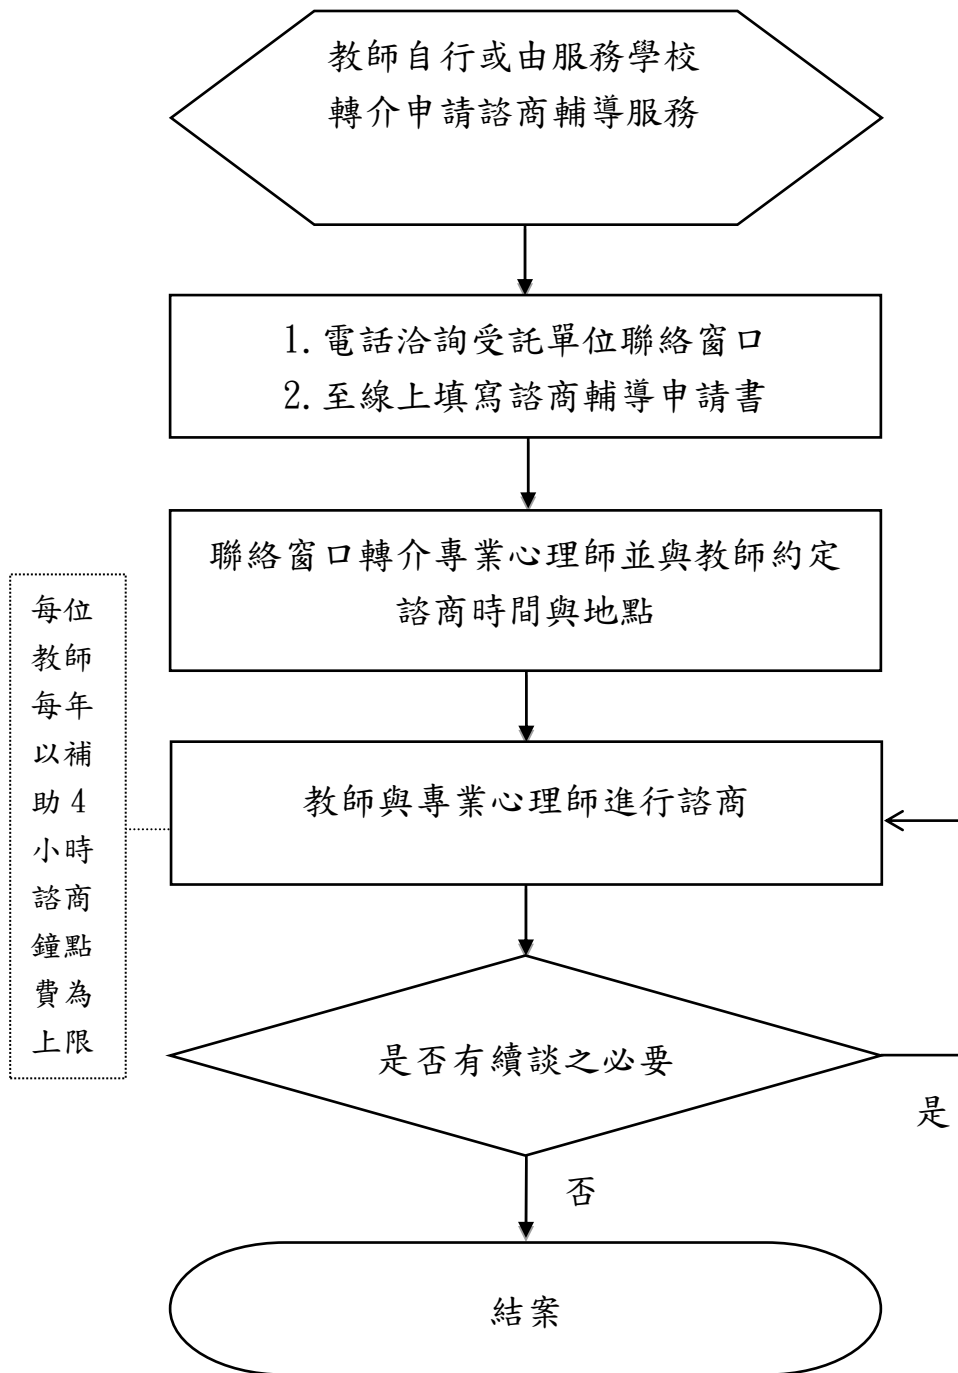 教師自行或由服務學校
轉介申請諮商輔導服務
1. 電話洽詢受託單位聯絡窗口
2. 至線上填寫諮商輔導申請書
聯絡窗口轉介專業心理師並與教師約定
諮商時間與地點
每位
教師
每年
以補
助 4
小時
諮商
鐘點
費為
上限
教師與專業心理師進行諮商
是否有續談之必要
是
否
結案